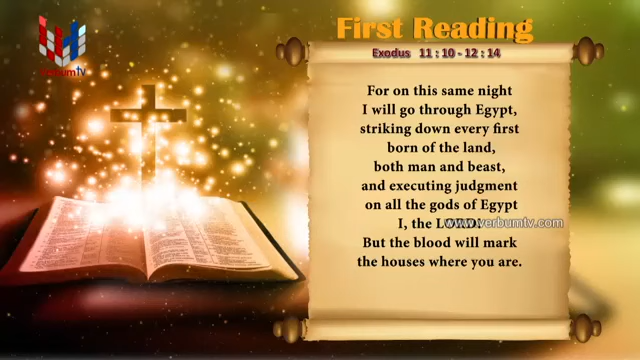 First Reading
Exodus 11 : 10 - 12 : 14
For on this same night
I will go through Egypt,
striking down every first
born of the land,
both man and beast,
and executing judgment
on all the gods of Egypt
I, the LORD!
www.verbumtv.com
But the blood will mark
the houses where you are.
verbumtv